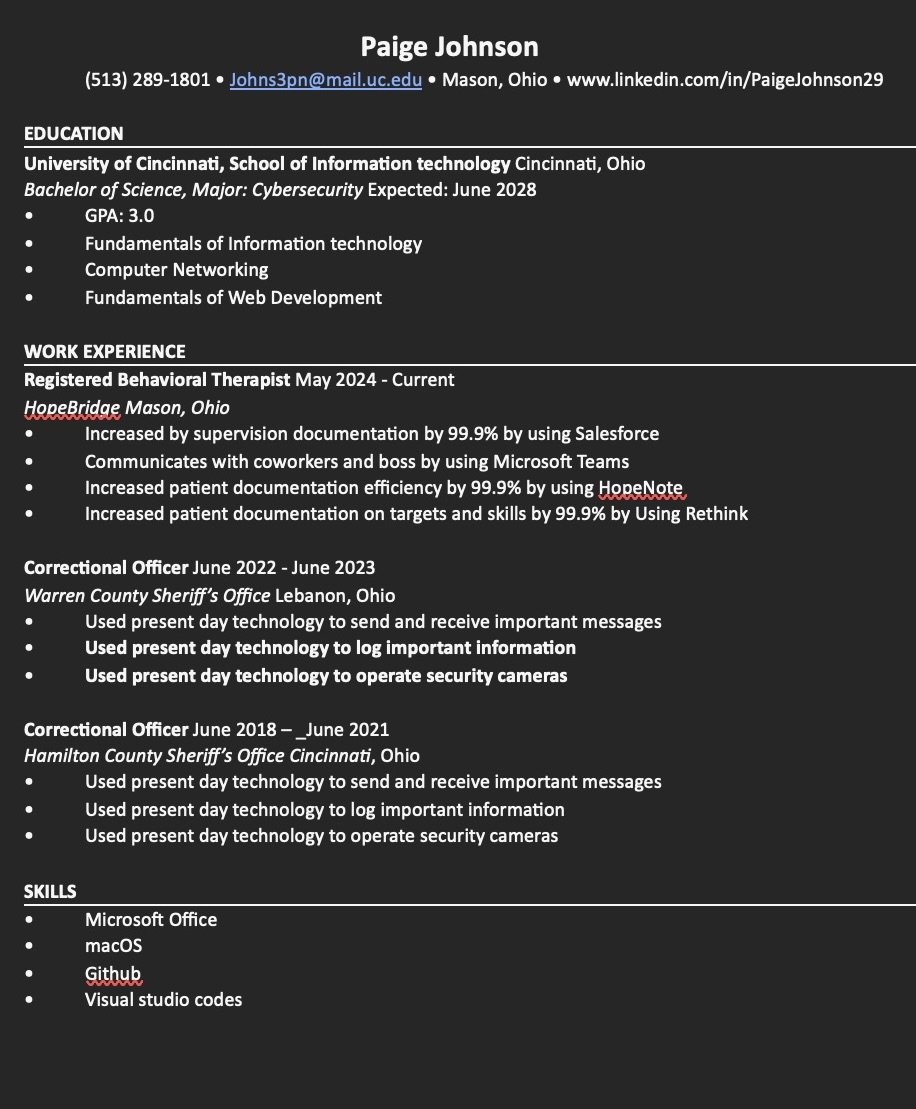 Paige Johnson
(513) 289-1801 • Johns3pn@mail.uc.edu • Mason, Ohio • www.linkedin.com/in/PaigeJohnson29
EDUCATION
University of Cincinnati, School of Information technology Cincinnati, Ohio
Bachelor of Science, Major: Cybersecurity Expected: June 2028
• GPA: 3.0
• Fundamentals of Information technology
• Computer Networking
• Fundamentals of Web Development
WORK EXPERIENCE
Registered Behavioral Therapist May 2024 - Current
HopeBridge Mason, Ohio
• Increased by supervision documentation by 99.9% by using Salesforce
• Communicates with coworkers and boss by using Microsoft Teams
• Increased patient documentation efficiency by 99.9% by using HopeNote
• Increased patient documentation on targets and skills by 99.9% by Using Rethink
Correctional Officer June 2022 - June 2023
Warren County Sheriff’s Office Lebanon, Ohio
• Used present day technology to send and receive important messages
• Used present day technology to log important information
• Used present day technology to operate security cameras
Correctional Officer June 2018 – _June 2021
Hamilton County Sheriff’s Office Cincinnati, Ohio
• Used present day technology to send and receive important messages
• Used present day technology to log important information
• Used present day technology to operate security cameras
SKILLS
• Microsoft Office
• macOS
• Github
• Visual studio codes